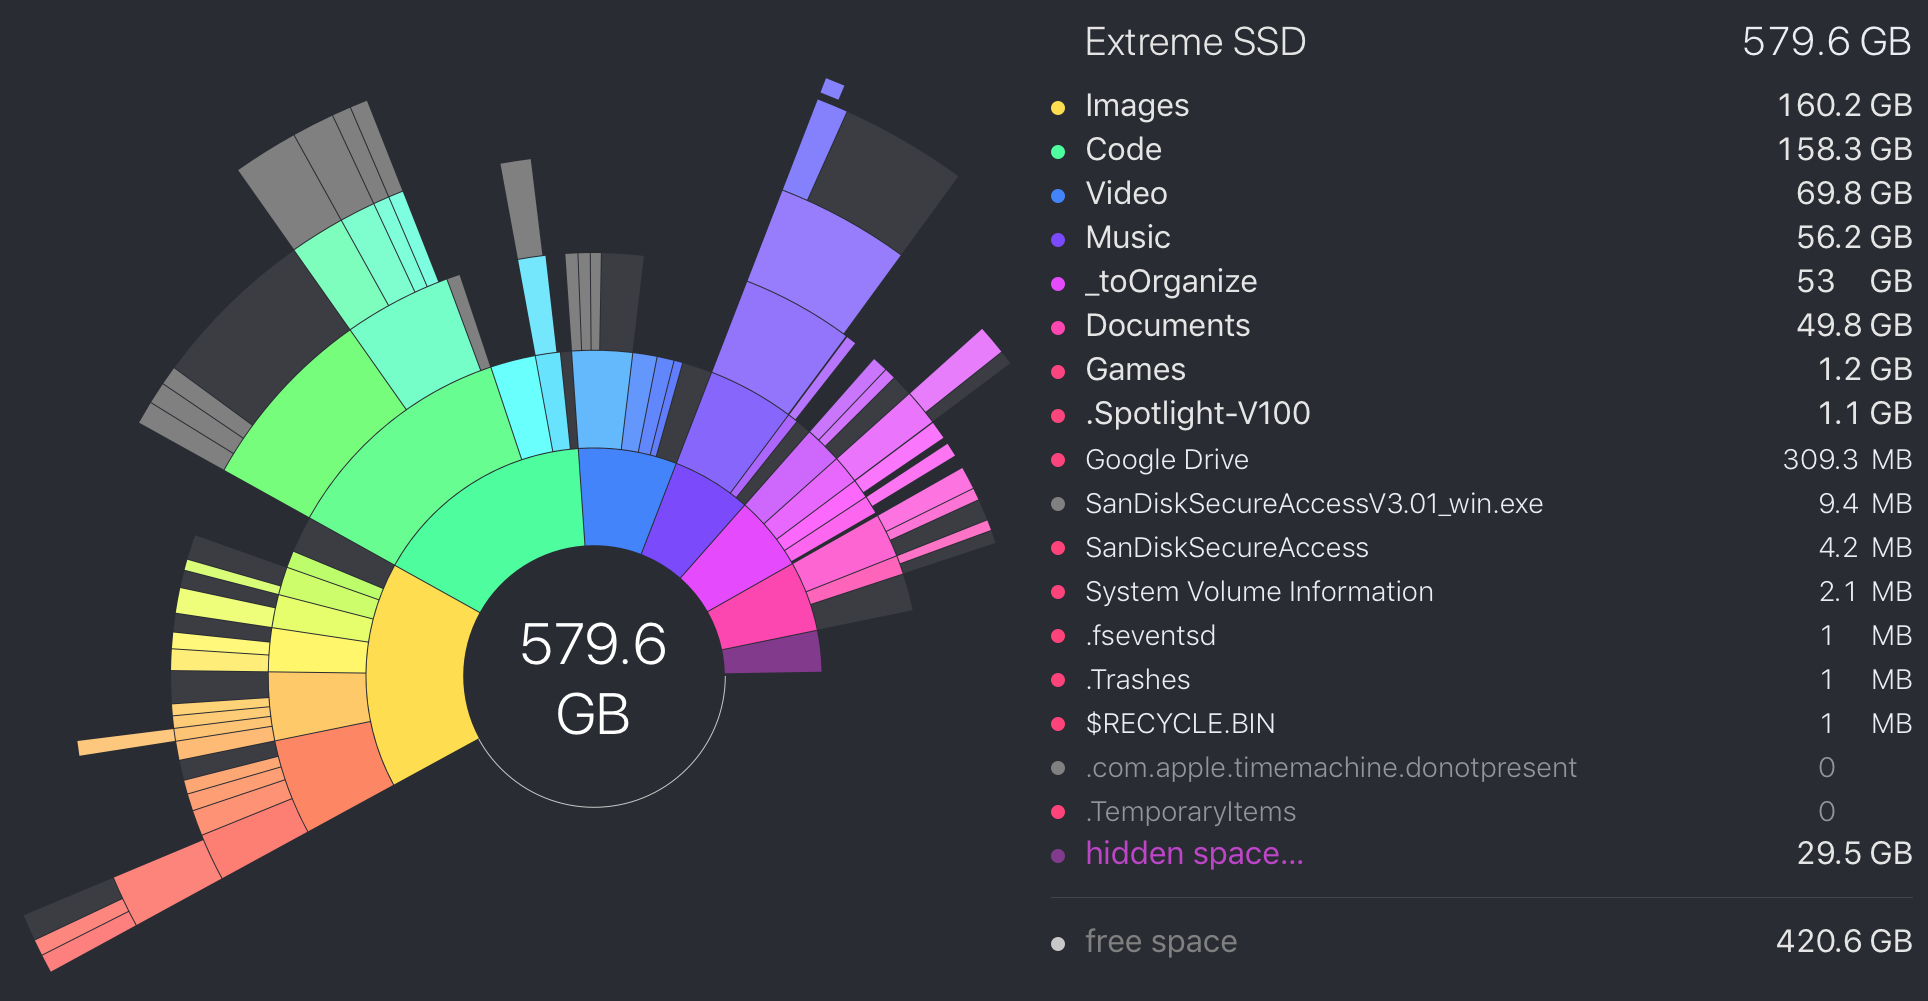 Extreme SSD 579.6 GB
Images 160.2 GB
Code 158.3 GB
Video 69.8 GB
Music 56.2 GB
_toOrganize 53 GB
Documents 49.8 GB
Games 1.2 GB
.Spotlight-V100 1.1 GB
Google Drive 309.3 MB
SanDiskSecureAccessV3.01_win.exe 9.4 MB
SanDiskSecureAccess 4.2 MB
System Volume Information 2.1 MB
.fseventsd 1 MB
.Trashes 1 MB
$RECYCLE.BIN 1 MB
.com.apple.timemachine.donotpresent 0
.TemporaryItems 0
hidden space... 29.5 GB
free space 420.6 GB
579.6
GB